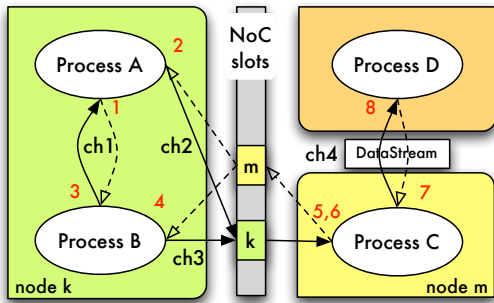 2
NoC
slots
Process A
Process D
1
8
ch1
ch2
ch4
DataStream
m
3
4
5,6
7
k
Process B
Process C
ch3
node k
node m